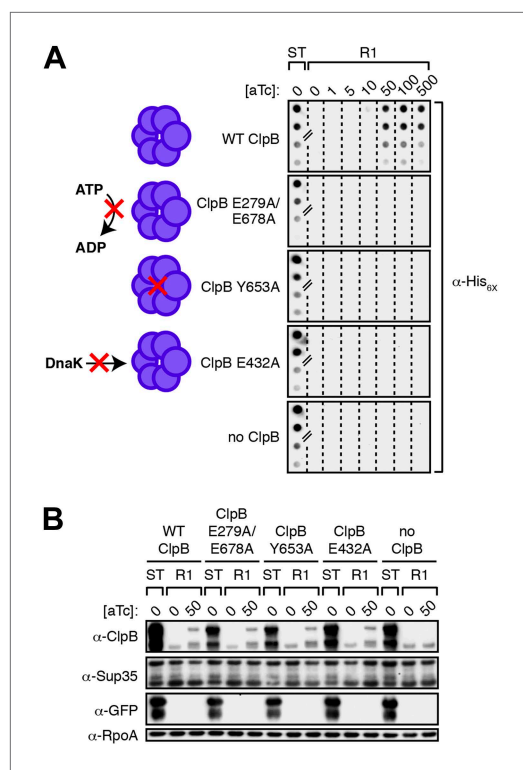 A
ST R1
[aTc]: 0 0 1 5 10 50 100 500
WT ClpB
ATP
ADP
ClpB E279A/
E678A
ClpB Y653A
DnaK
ClpB E432A
no ClpB
α-His6X
B
WT
ClpB
ClpB
E279A/
E678A
ClpB
Y653A
ClpB
E432A
no
ClpB
ST R1 ST R1 ST R1 ST R1 ST R1
[aTc]: 0 0 50 0 0 50 0 0 50 0 0 50 0 0 50
α-ClpB
α-Sup35
α-GFP
α-RpoA